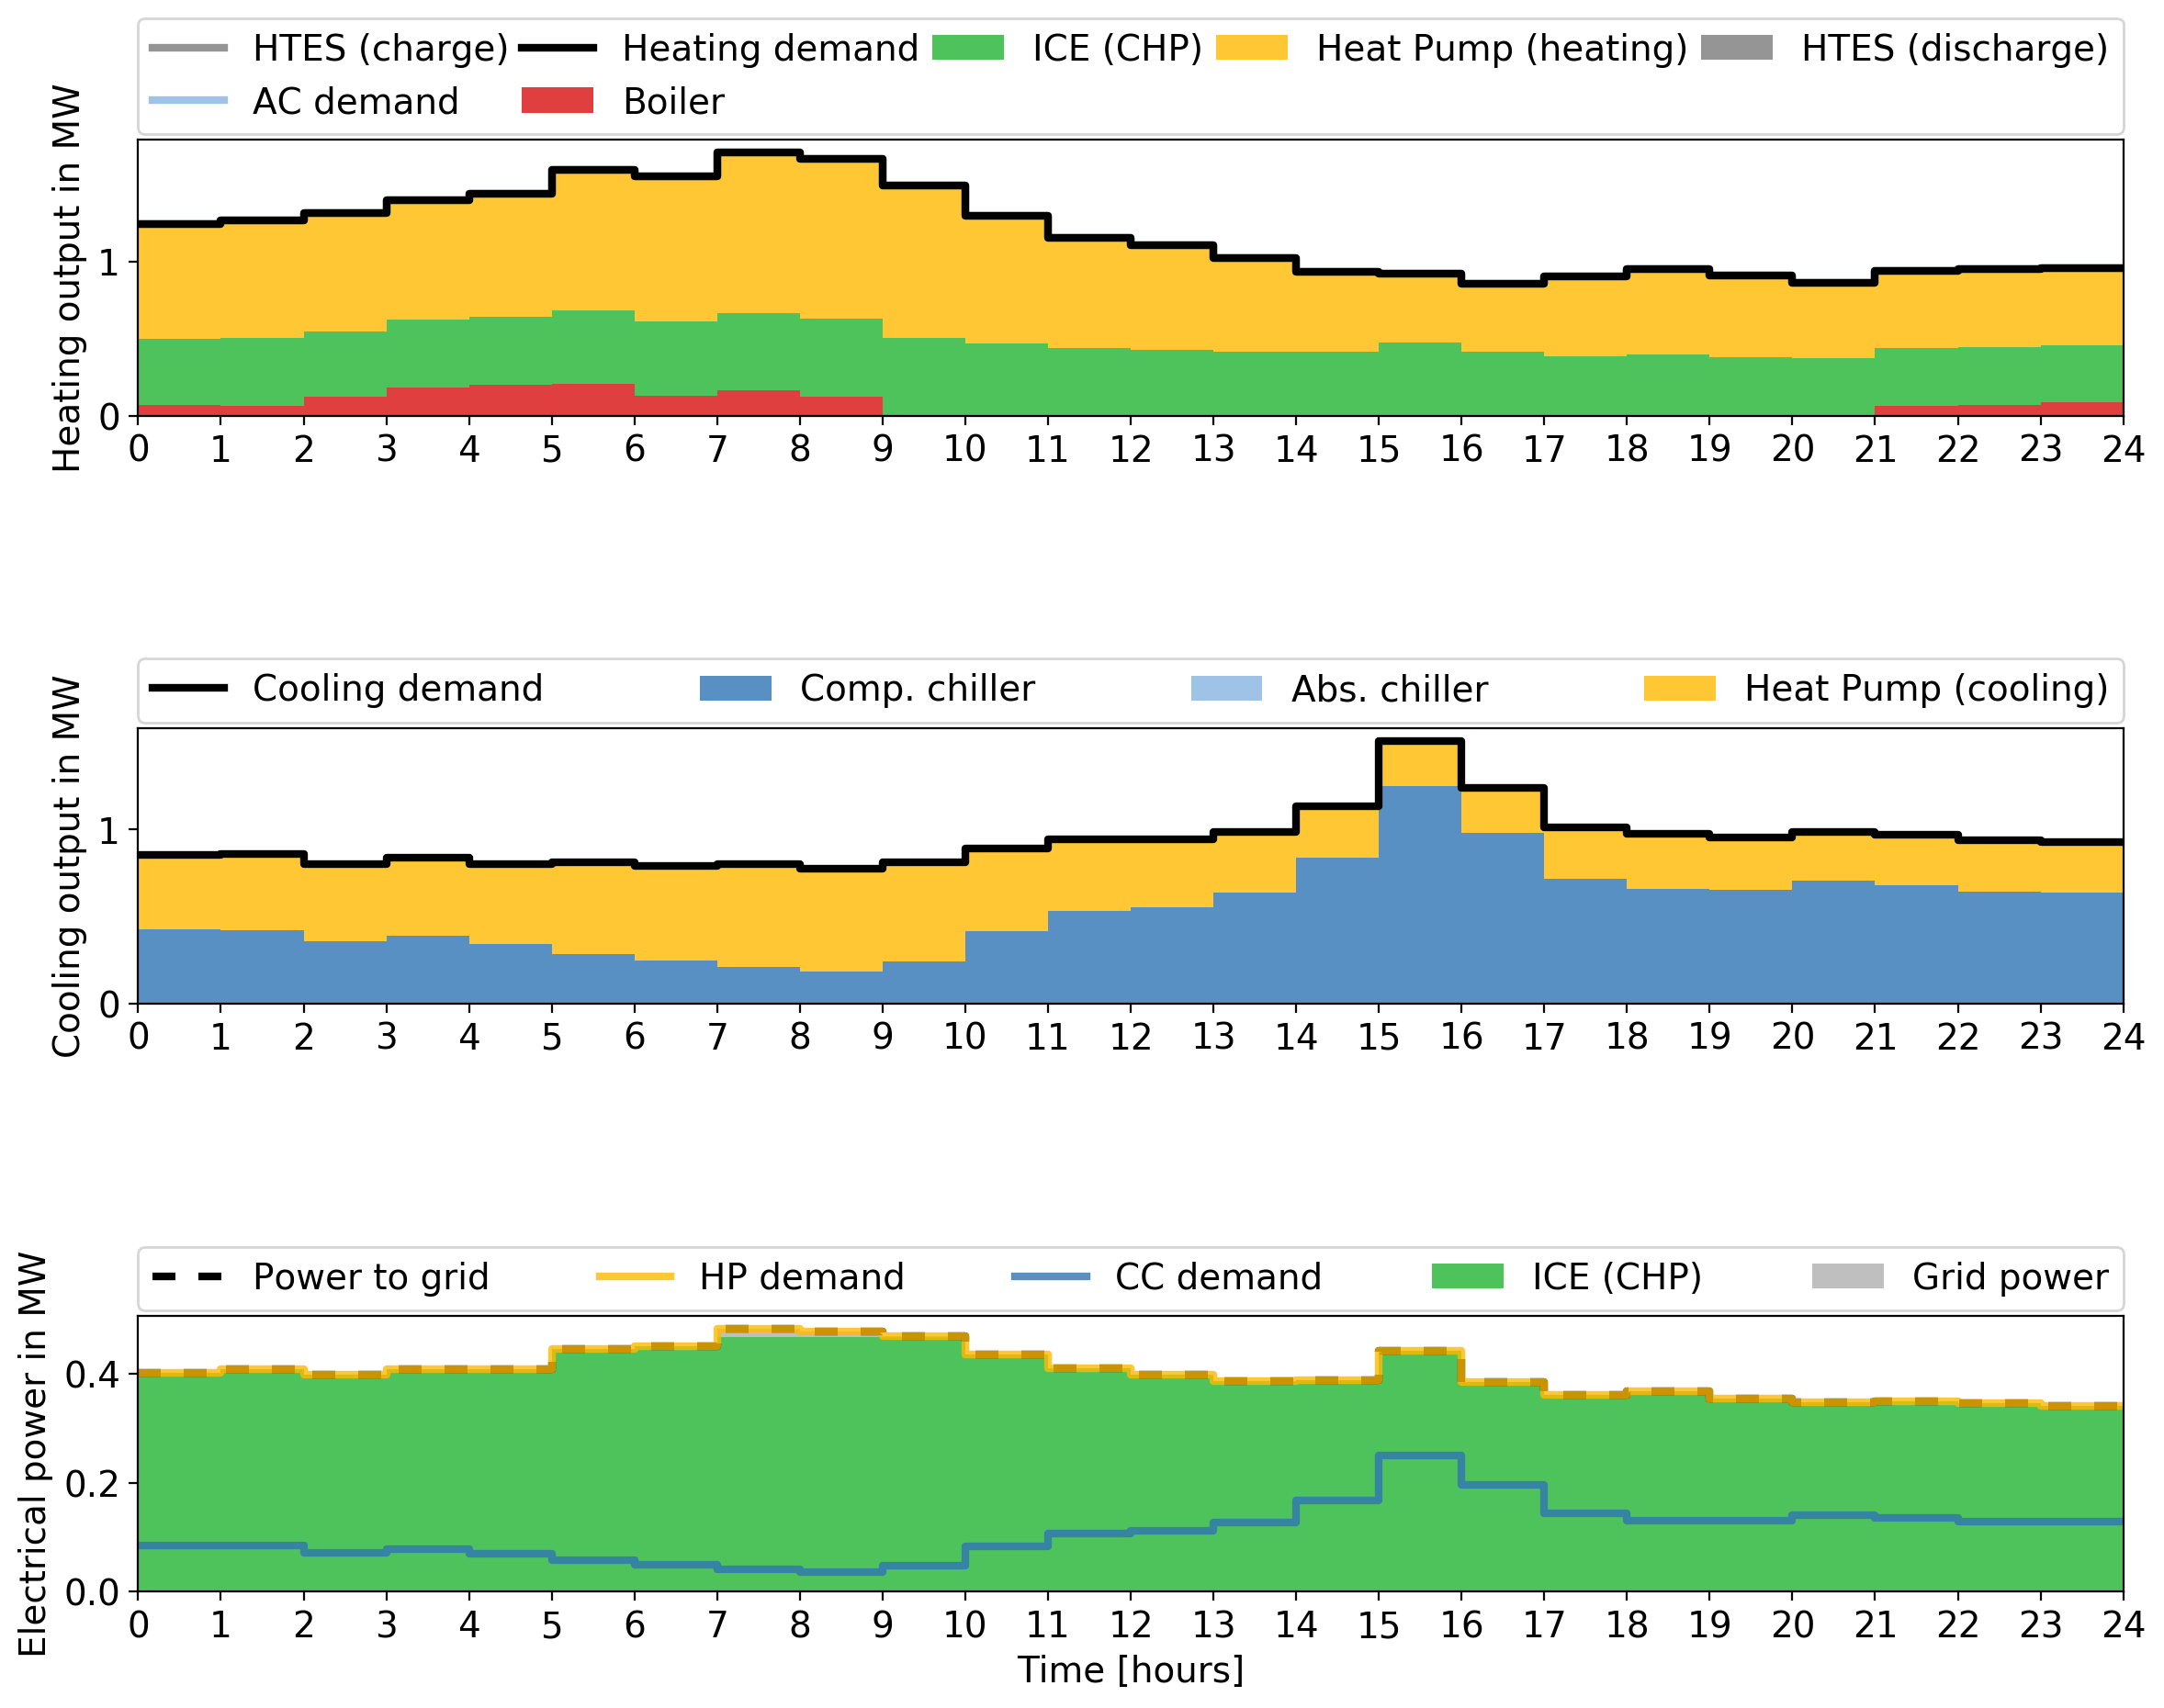 HTES (charge) Heating demand ICE (CHP) Heat Pump (heating) HTES (discharge)
AC demand Boiler
Heating output in MW
1
0
0 1 2 3 4 5 6 7 8 9 10 11 12 13 14 15 16 17 18 19 20 21 22 23 24
Cooling demand Comp. chiller Abs. chiller Heat Pump (cooling)
Cooling output in MW
1
0
0 1 2 3 4 5 6 7 8 9 10 11 12 13 14 15 16 17 18 19 20 21 22 23 24
Power to grid HP demand CC demand ICE (CHP) Grid power
Electrical power in MW
0.4
0.2
0.0
0 1 2 3 4 5 6 7 8 9 10 11 12 13 14 15 16 17 18 19 20 21 22 23 24
Time [hours]